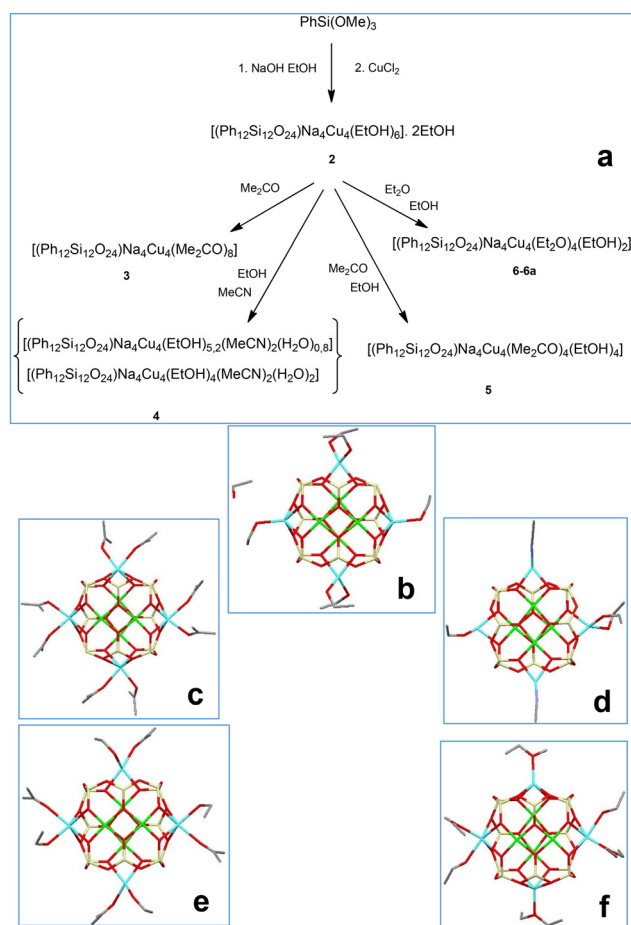 PhSi(OMe)3
1. NaOH EtOH 2. CuCl2
[(Ph12Si12O24)Na4Cu4(EtOH)6]. 2EtOH
2
a
Me2CO
Et2O
EtOH
[(Ph12Si12O24)Na4Cu4(Me2CO)8]
3
[(Ph12Si12O24)Na4Cu4(Et2O)4(EtOH)2]
6-6a
EtOH
MeCN
Me2CO
EtOH
[(Ph12Si12O24)Na4Cu4(EtOH)5,2(MeCN)2(H2O)0,8]
[(Ph12Si12O24)Na4Cu4(EtOH)4(MeCN)2(H2O)2]
4
[(Ph12Si12O24)Na4Cu4(Me2CO)4(EtOH)4]
5
b
c
d
e
f